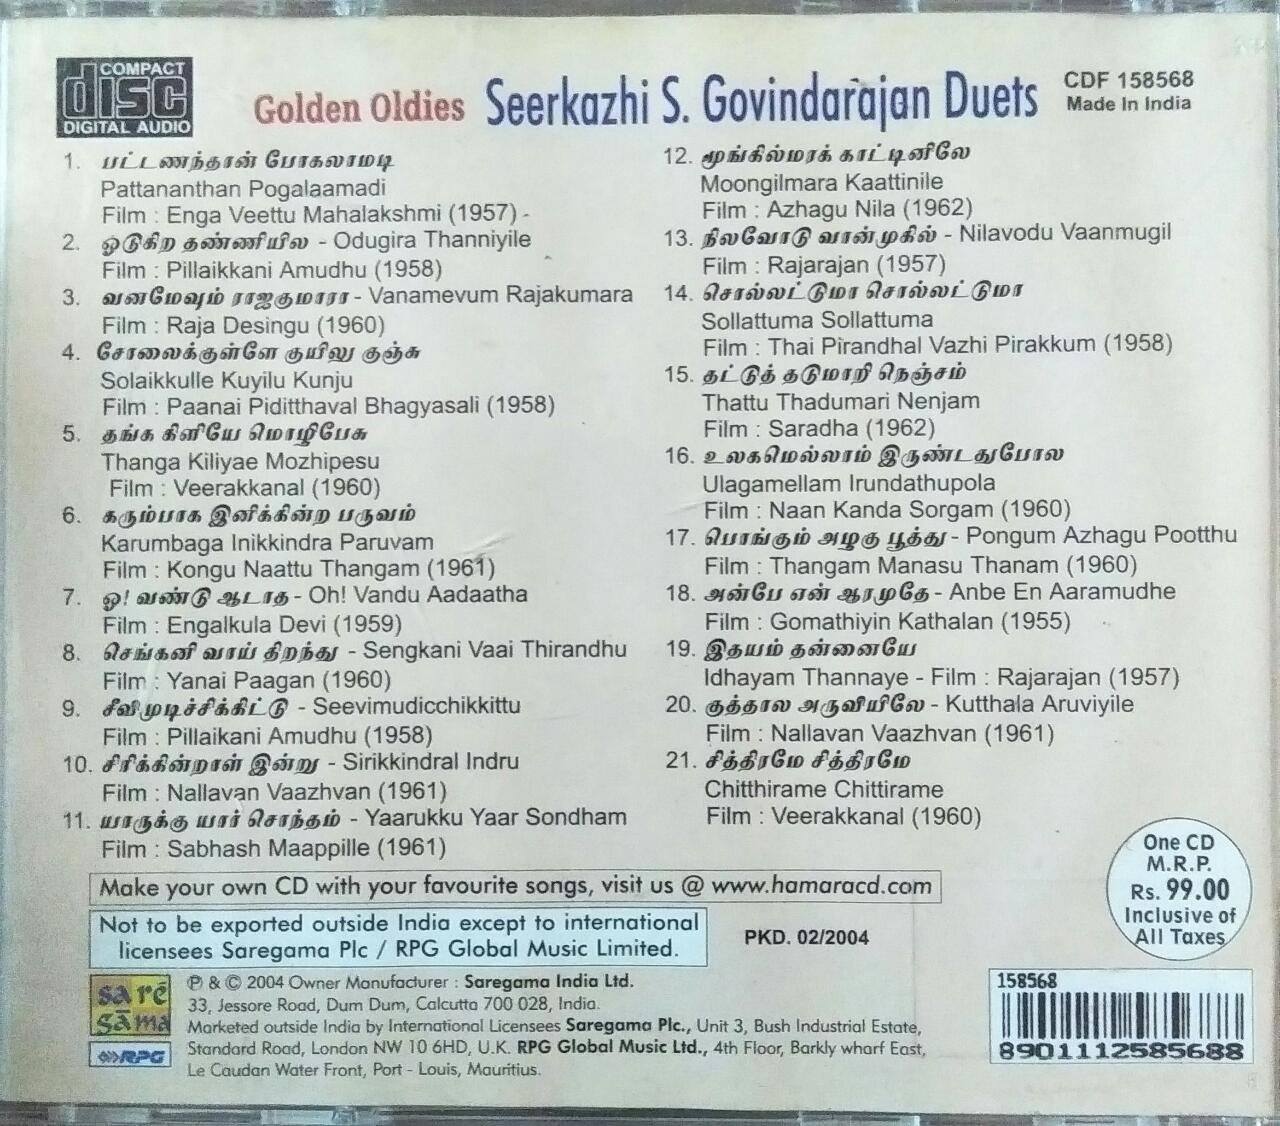 COMPACT
disc
DIGITAL AUDIO
Golden Oldies Seerkazhi S. Govindarajan Duets
CDF 158568
Made In India
1. பட்டணந்தான் போகலாமடி
Pattananthan Pogalaamadi
Film : Enga Veettu Mahalakshmi (1957) -
2. ஓடுகிற தண்ணியில - Odugira Thanniyile
Film : Pillaikkani Amudhu (1958)
3. வனமேவும் ராஜகுமாரா - Vanamevum Rajakumara
Film : Raja Desingu (1960)
4. சோலைக்குள்ளே குயிலு குஞ்சு
Solaikkulle Kuyilu Kunju
Film : Paanai Piditthaval Bhagyasali (1958)
5. தங்க கிளியே மொழிபேசு
Thanga Kiliyae Mozhipesu
Film : Veerakkanal (1960)
6. கரும்பாக இனிக்கின்ற பருவம்
Karumbaga Inikkindra Paruvam
Film : Kongu Naattu Thangam (1961)
7. ஓ! வண்டு ஆடாத - Oh! Vandu Aadaatha
Film : Engalkula Devi (1959)
8. செங்கனி வாய் திறந்து - Sengkani Vaai Thirandhu
Film : Yanai Paagan (1960)
9. சீவிமுடிச்சிக்கிட்டு - Seevimudicchikkittu
Film : Pillaikani Amudhu (1958)
10. சிரிக்கின்றாள் இன்று - Sirikkindral Indru
Film : Nallavan Vaazhvan (1961)
11. யாருக்கு யார் சொந்தம் - Yaarukku Yaar Sondham
Film : Sabhash Maappille (1961)
12. மூங்கில்மரக் காட்டினிலே
Moongilmara Kaattinile
Film : Azhagu Nila (1962)
13. நிலவோடு வான்முகில் - Nilavodu Vaanmugil
Film : Rajarajan (1957)
14. சொல்லட்டுமா சொல்லட்டுமா
Sollattuma Sollattuma
Film : Thai Pirandhal Vazhi Pirakkum (1958)
15. தட்டுத் தடுமாறி நெஞ்சம்
Thattu Thadumari Nenjam
Film : Saradha (1962)
16. உலகமெல்லாம் இருண்டதுபோல
Ulagamellam Irundathupola
Film : Naan Kanda Sorgam (1960)
17. பொங்கும் அழகு பூத்து - Pongum Azhagu Pootthu
Film : Thangam Manasu Thanam (1960)
18. அன்பே என் ஆரமுதே - Anbe En Aaramudhe
Film : Gomathiyin Kathalan (1955)
19. இதயம் தன்னையே
Idhayam Thannaye - Film : Rajarajan (1957)
20. குத்தால அருவியிலே - Kutthala Aruviyile
Film : Nallavan Vaazhvan (1961)
21. சித்திரமே சித்திரமே
Chitthirame Chittirame
Film : Veerakkanal (1960)
One CD
M.R.P.
Rs. 99.00
Inclusive of
All Taxes
Make your own CD with your favourite songs, visit us @ www.hamaracd.com
Not to be exported outside India except to international
licensees Saregama Plc / RPG Global Music Limited.
PKD. 02/2004
sa re
ga ma
RPG
℗ & © 2004 Owner Manufacturer : Saregama India Ltd.
33, Jessore Road, Dum Dum, Calcutta 700 028, India.
Marketed outside India by International Licensees Saregama Plc., Unit 3, Bush Industrial Estate,
Standard Road, London NW 10 6HD, U.K. RPG Global Music Ltd., 4th Floor, Barkly wharf East,
Le Caudan Water Front, Port - Louis, Mauritius.
158568
8901112585688